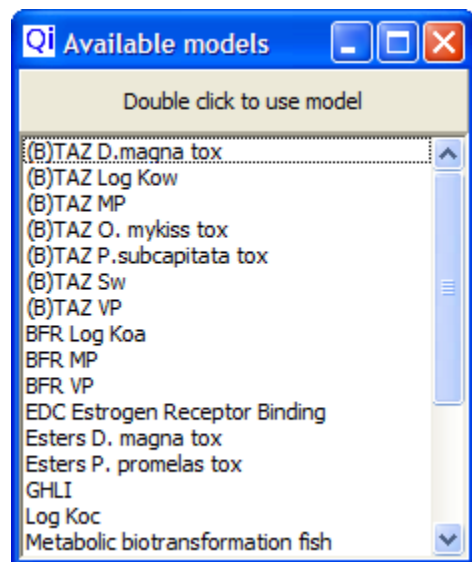 Qi Available models
Double click to use model
(B)TAZ D.magna tox
(B)TAZ Log Kow
(B)TAZ MP
(B)TAZ O. mykiss tox
(B)TAZ P.subcapitata tox
(B)TAZ Sw
(B)TAZ VP
BFR Log Koa
BFR MP
BFR VP
EDC Estrogen Receptor Binding
Esters D. magna tox
Esters P. promelas tox
GHLI
Log Koc
Metabolic biotransformation fish